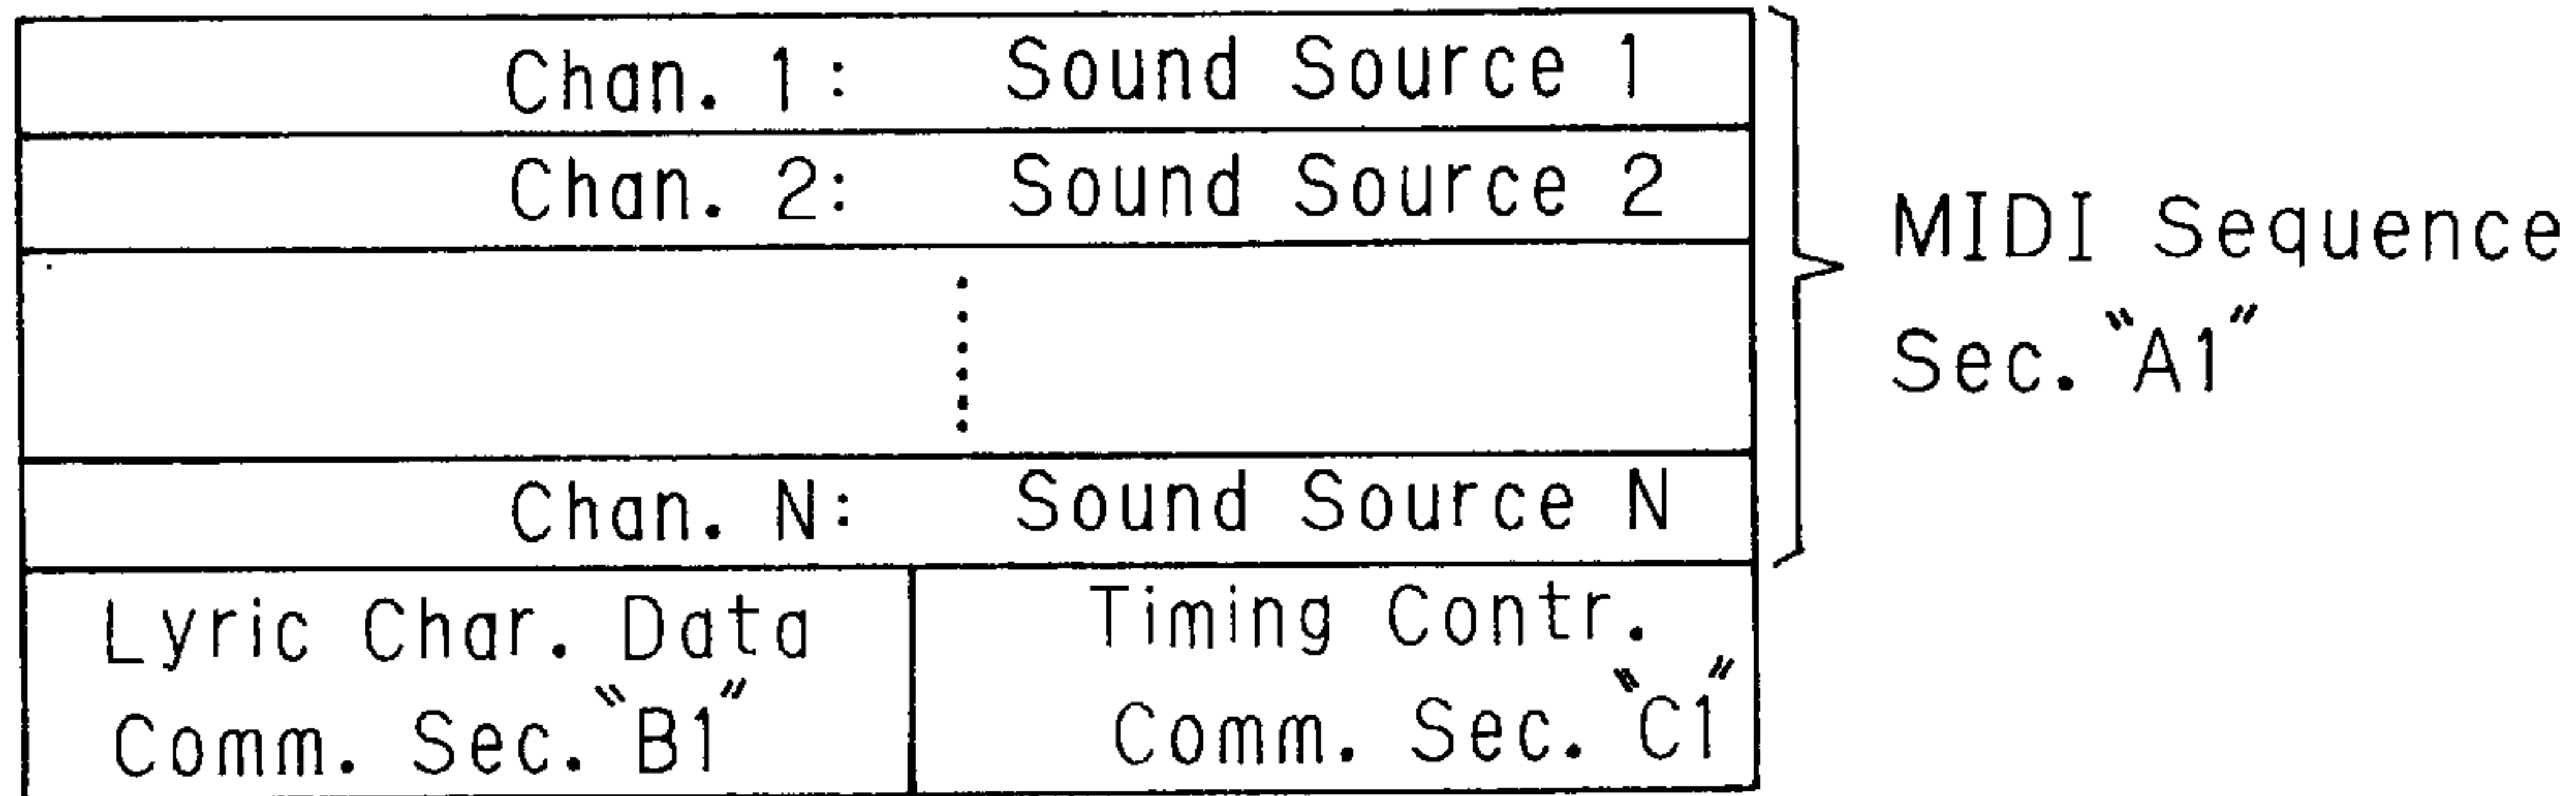 Chan. 1: Sound Source 1
Chan. 2: Sound Source 2
Chan. N: Sound Source N
MIDI Sequence
Sec. "A1"
Lyric Char. Data
Comm. Sec. "B1"
Timing Contr.
Comm. Sec. "C1"